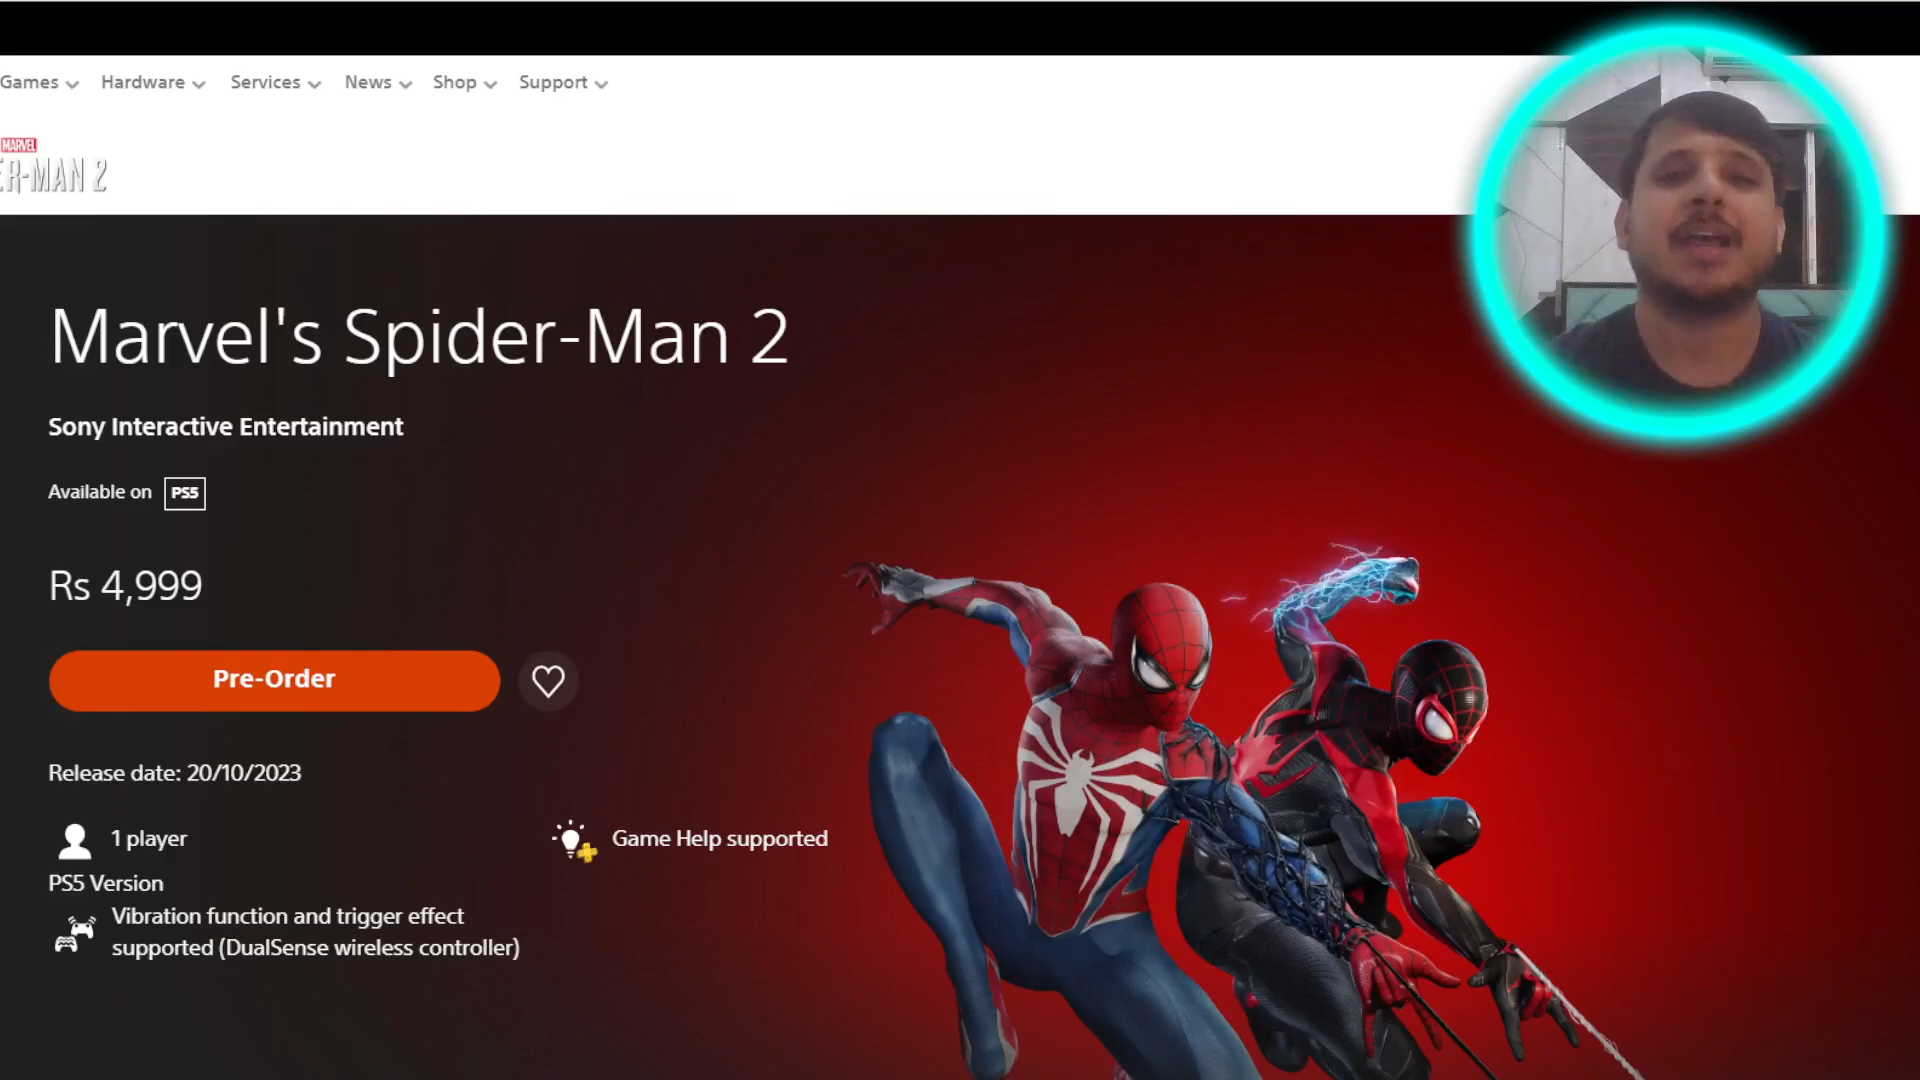 Games
Hardware
Services
News
Shop
Support
MARVEL
ER-MAN 2
Marvel's Spider-Man 2
Sony Interactive Entertainment
Available on PS5
Rs 4,999
Pre-Order
Release date: 20/10/2023
1 player
Game Help supported
PS5 Version
Vibration function and trigger effect
supported (DualSense wireless controller)